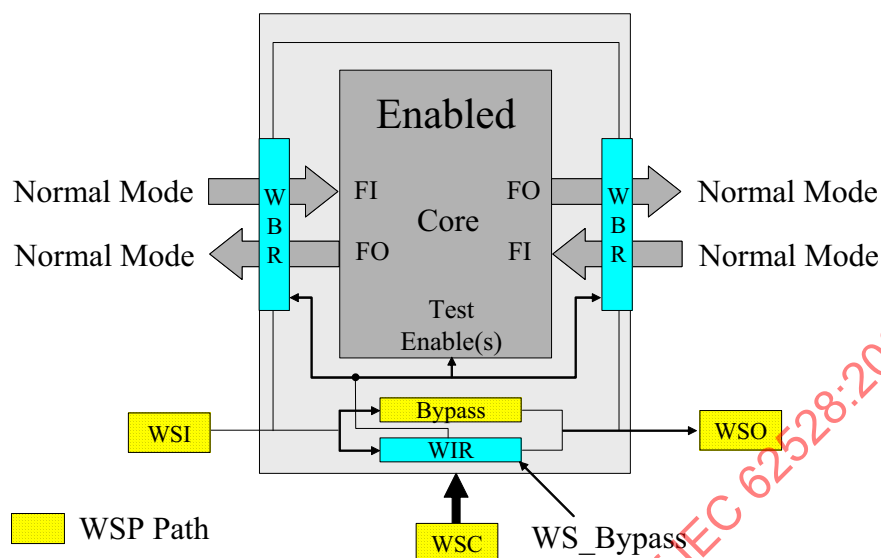 Enabled
Normal Mode
FI
FO
Normal Mode
W
B
R
Core
W
B
R
Normal Mode
FO
FI
Normal Mode
Test
Enable(s)
WSI
Bypass
WIR
WSO
WSP Path
WSC
WS_Bypass
IEC 62528:20